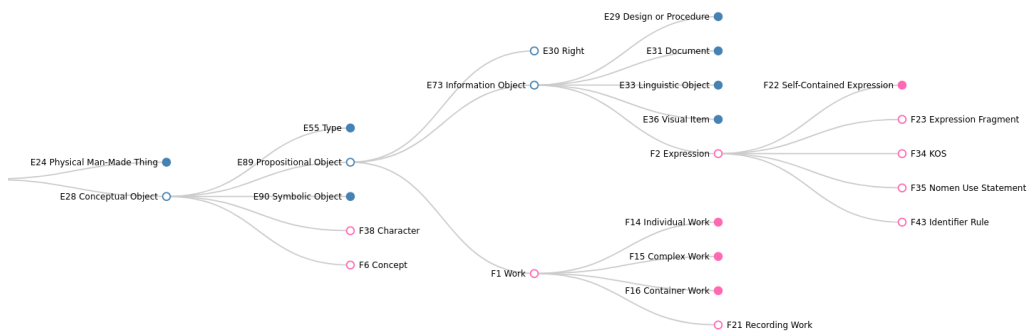 E29 Design or Procedure
E30 Right
E31 Document
E73 Information Object
E33 Linguistic Object
F22 Self-Contained Expression
E36 Visual Item
F23 Expression Fragment
E55 Type
F2 Expression
F34 KOS
E24 Physical Man-Made Thing
E89 Propositional Object
F35 Nomen Use Statement
E28 Conceptual Object
E90 Symbolic Object
F14 Individual Work
F43 Identifier Rule
F38 Character
F15 Complex Work
F6 Concept
F1 Work
F16 Container Work
F21 Recording Work